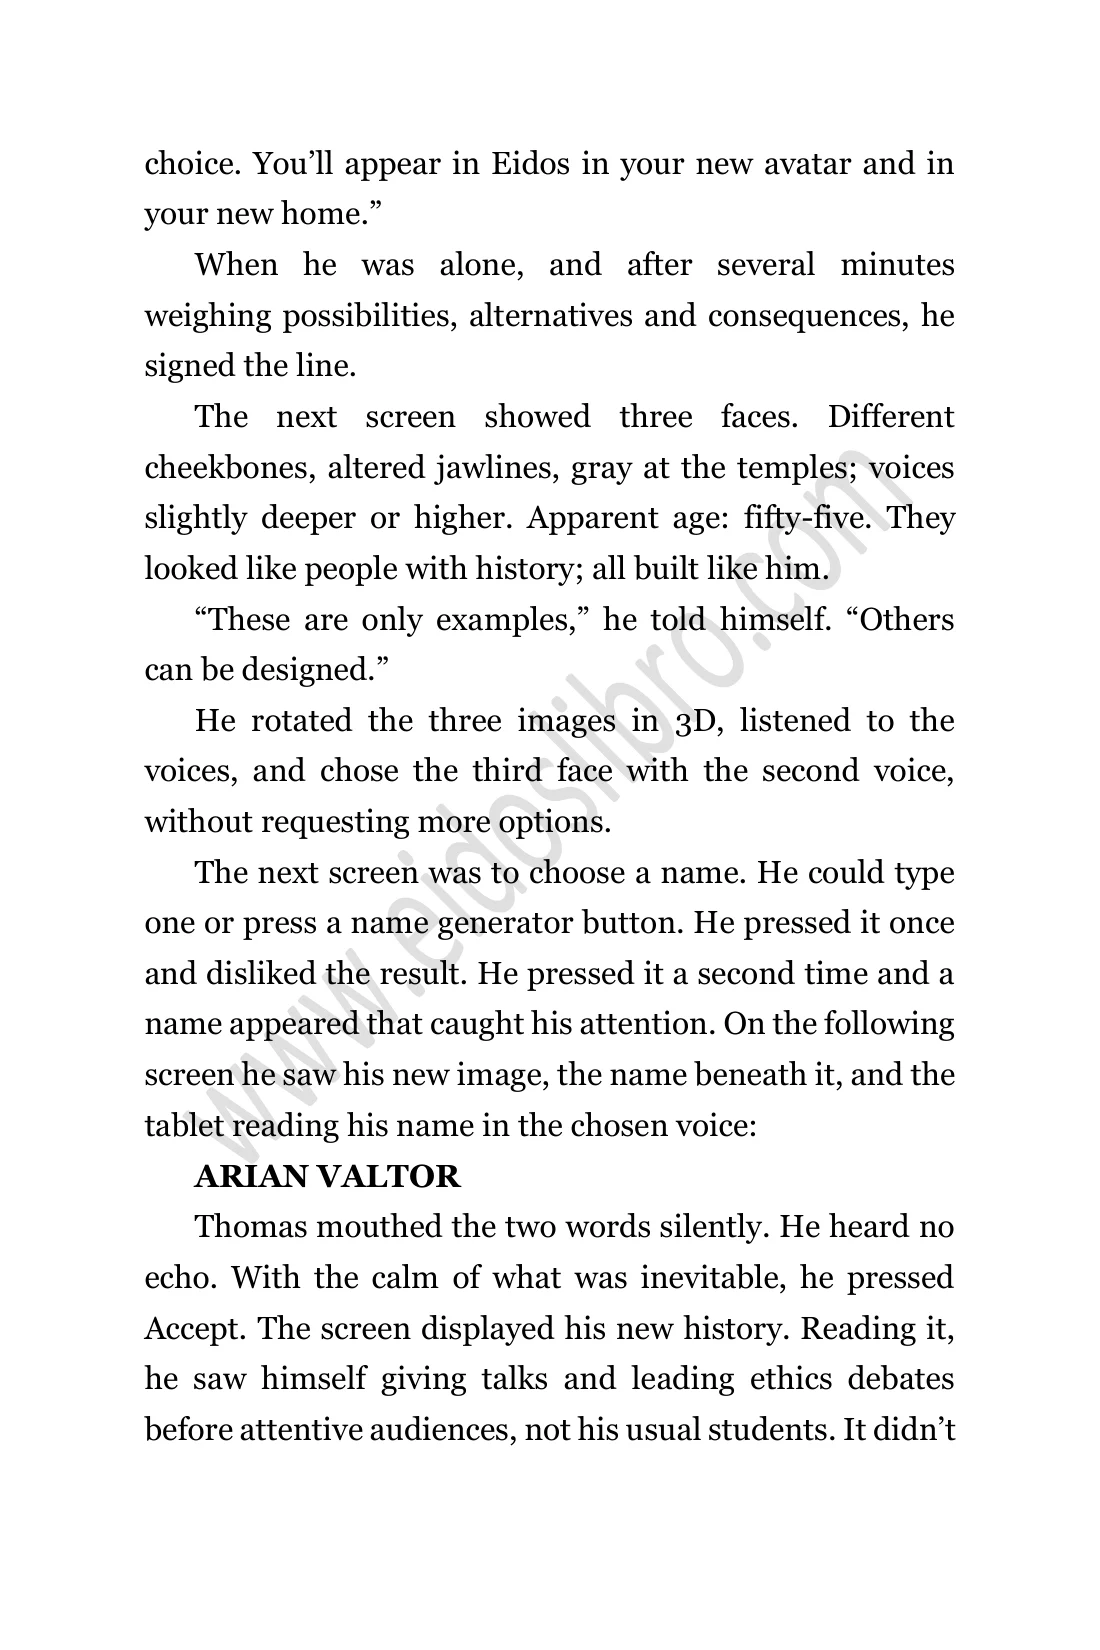 choice. You’ll appear in Eidos in your new avatar and in
your new home.”
When he was alone, and after several minutes
weighing possibilities, alternatives and consequences, he
signed the line.
The next screen showed three faces. Different
cheekbones, altered jawlines, gray at the temples; voices
slightly deeper or higher. Apparent age: fifty-five. They
looked like people with history; all built like him.
“These are only examples,” he told himself. “Others
can be designed.”
He rotated the three images in 3D, listened to the
voices, and chose the third face with the second voice,
without requesting more options.
The next screen was to choose a name. He could type
one or press a name generator button. He pressed it once
and disliked the result. He pressed it a second time and a
name appeared that caught his attention. On the following
screen he saw his new image, the name beneath it, and the
tablet reading his name in the chosen voice:
ARIAN VALTOR
Thomas mouthed the two words silently. He heard no
echo. With the calm of what was inevitable, he pressed
Accept. The screen displayed his new history. Reading it,
he saw himself giving talks and leading ethics debates
before attentive audiences, not his usual students. It didn’t
www.eidoslibro.com